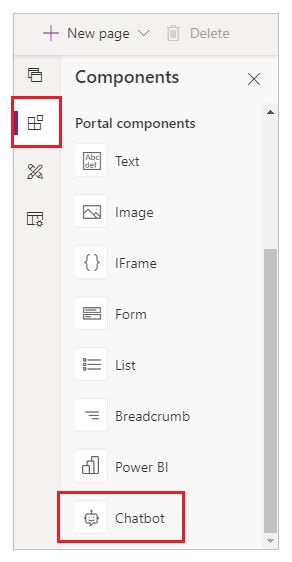 New page
Delete
Components
Portal components
Abc
def
Text
Image
IFrame
Form
List
Breadcrumb
Power BI
Chatbot